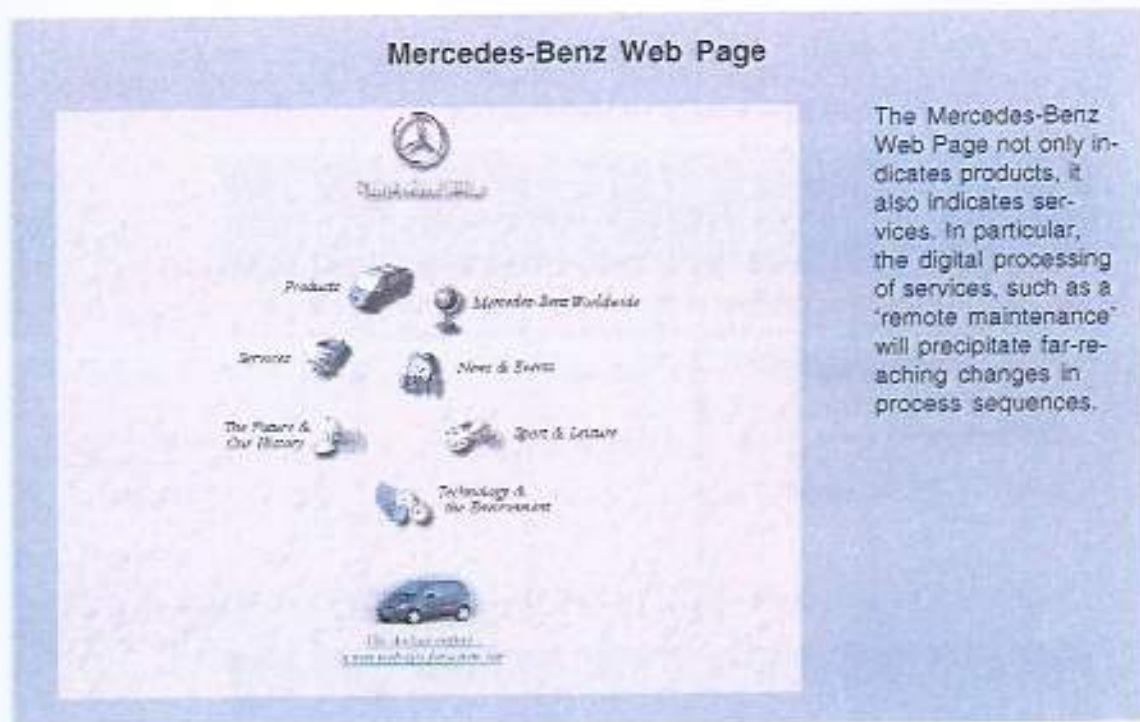 Mercedes-Benz Web Page
The Mercedes-Benz
Web Page not only in-
dicates products, it
also indicates ser-
vices. In particular,
the digital processing
of services, such as a
"remote maintenance"
will precipitate far-re-
aching changes in
process sequences.
Products
Mercedes-Benz Worldwide
Services
News & Events
The Future &
Our History
Sport & Leisure
Technology &
the Environment